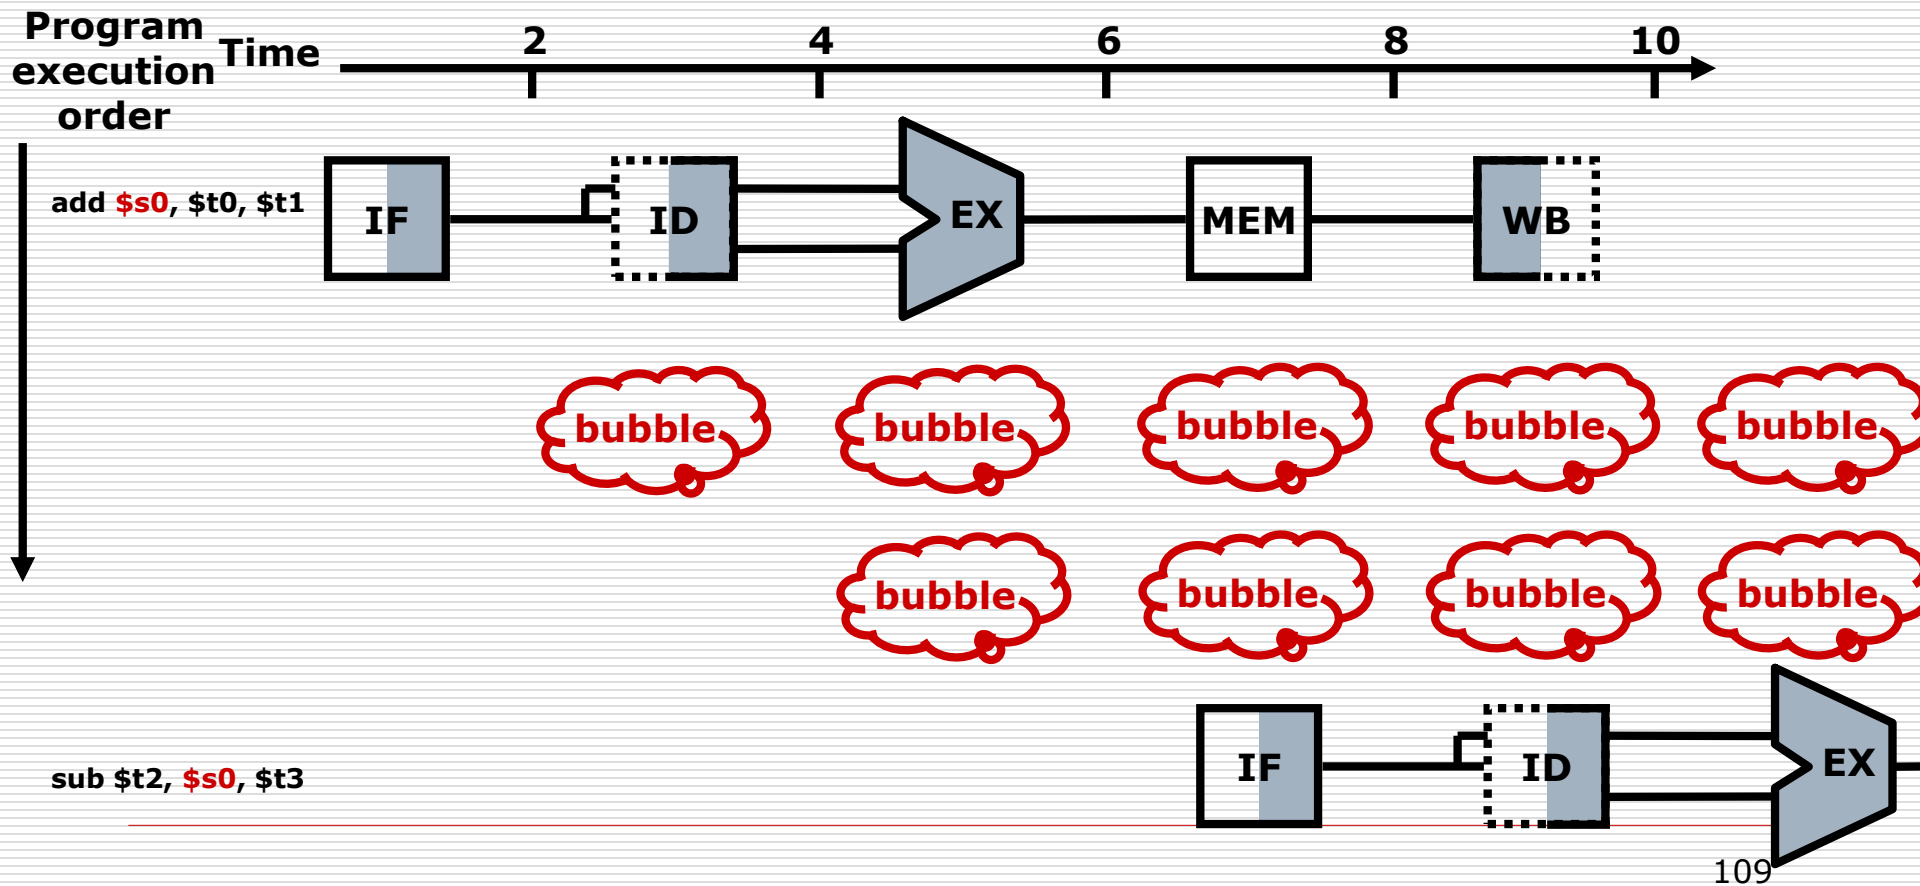 Program
execution
order
Time
2 4 6 8 10
add $s0, $t0, $t1
IF ID EX MEM WB
bubble bubble bubble bubble bubble
bubble bubble bubble bubble
sub $t2, $s0, $t3
IF ID EX
109